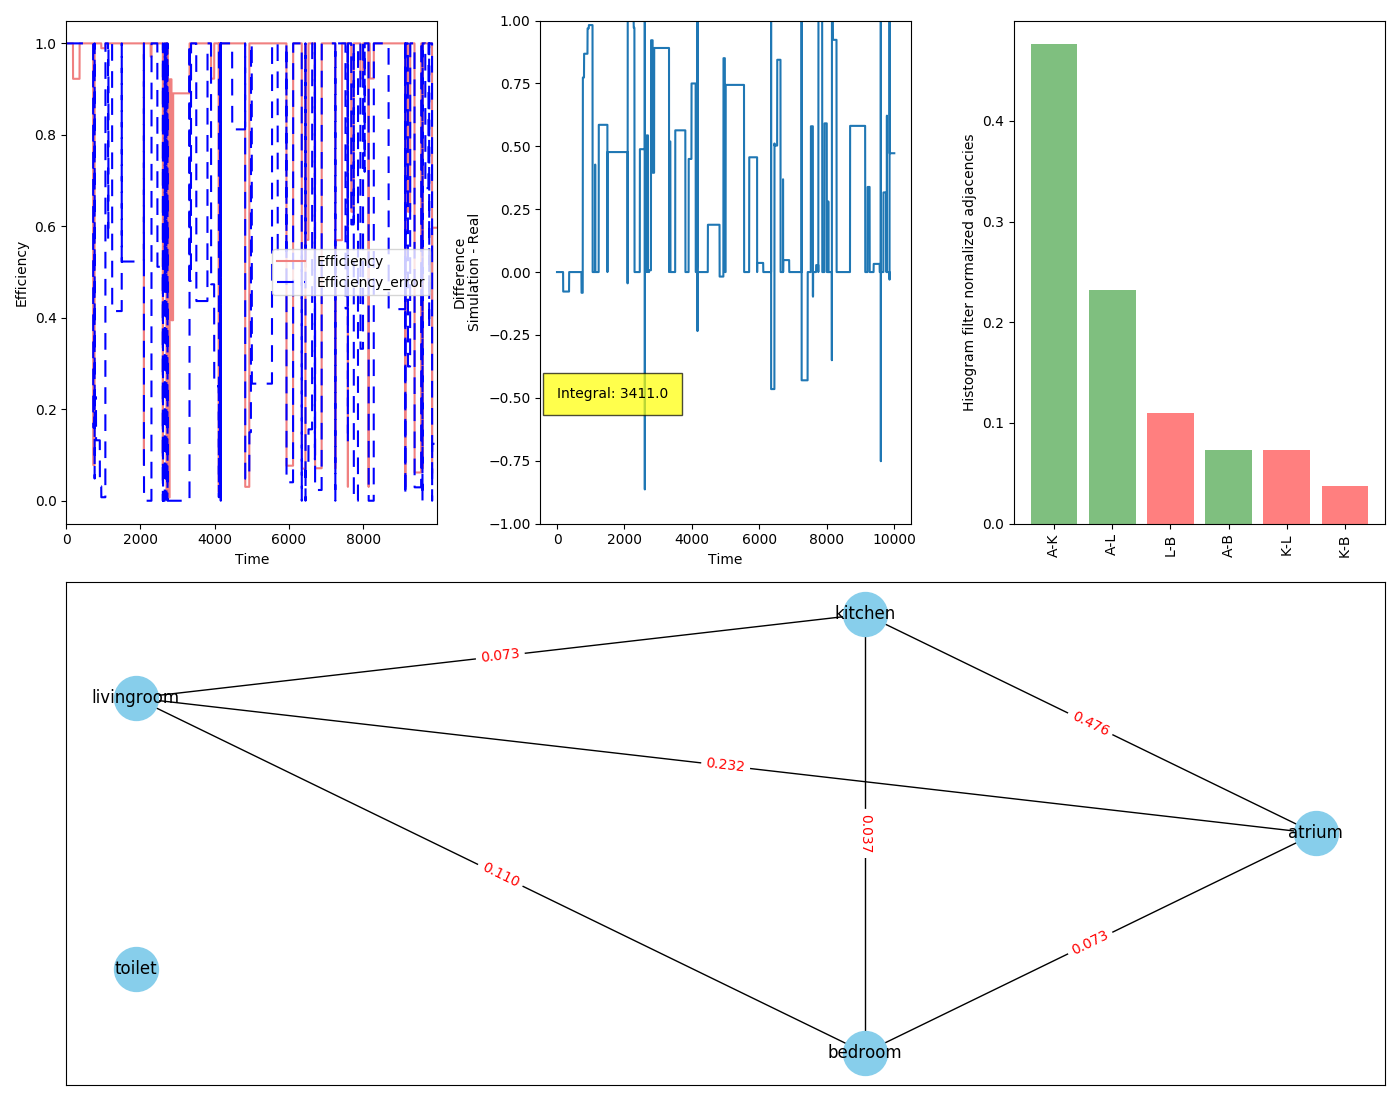 1.0
0.8
0.6
0.4
0.2
0.0
Efficiency
0
2000
4000
6000
8000
Time
Efficiency
Efficiency_error
1.00
0.75
0.50
0.25
0.00
−0.25
−0.50
−0.75
−1.00
Difference
Simulation - Real
Integral: 3411.0
0
2000
4000
6000
8000
10000
Time
0.4
0.3
0.2
0.1
0.0
Histogram filter normalized adjacencies
A-K
A-L
L-B
A-B
K-L
K-B
kitchen
0.073
livingroom
0.476
0.232
0.037
atrium
0.110
0.073
toilet
bedroom